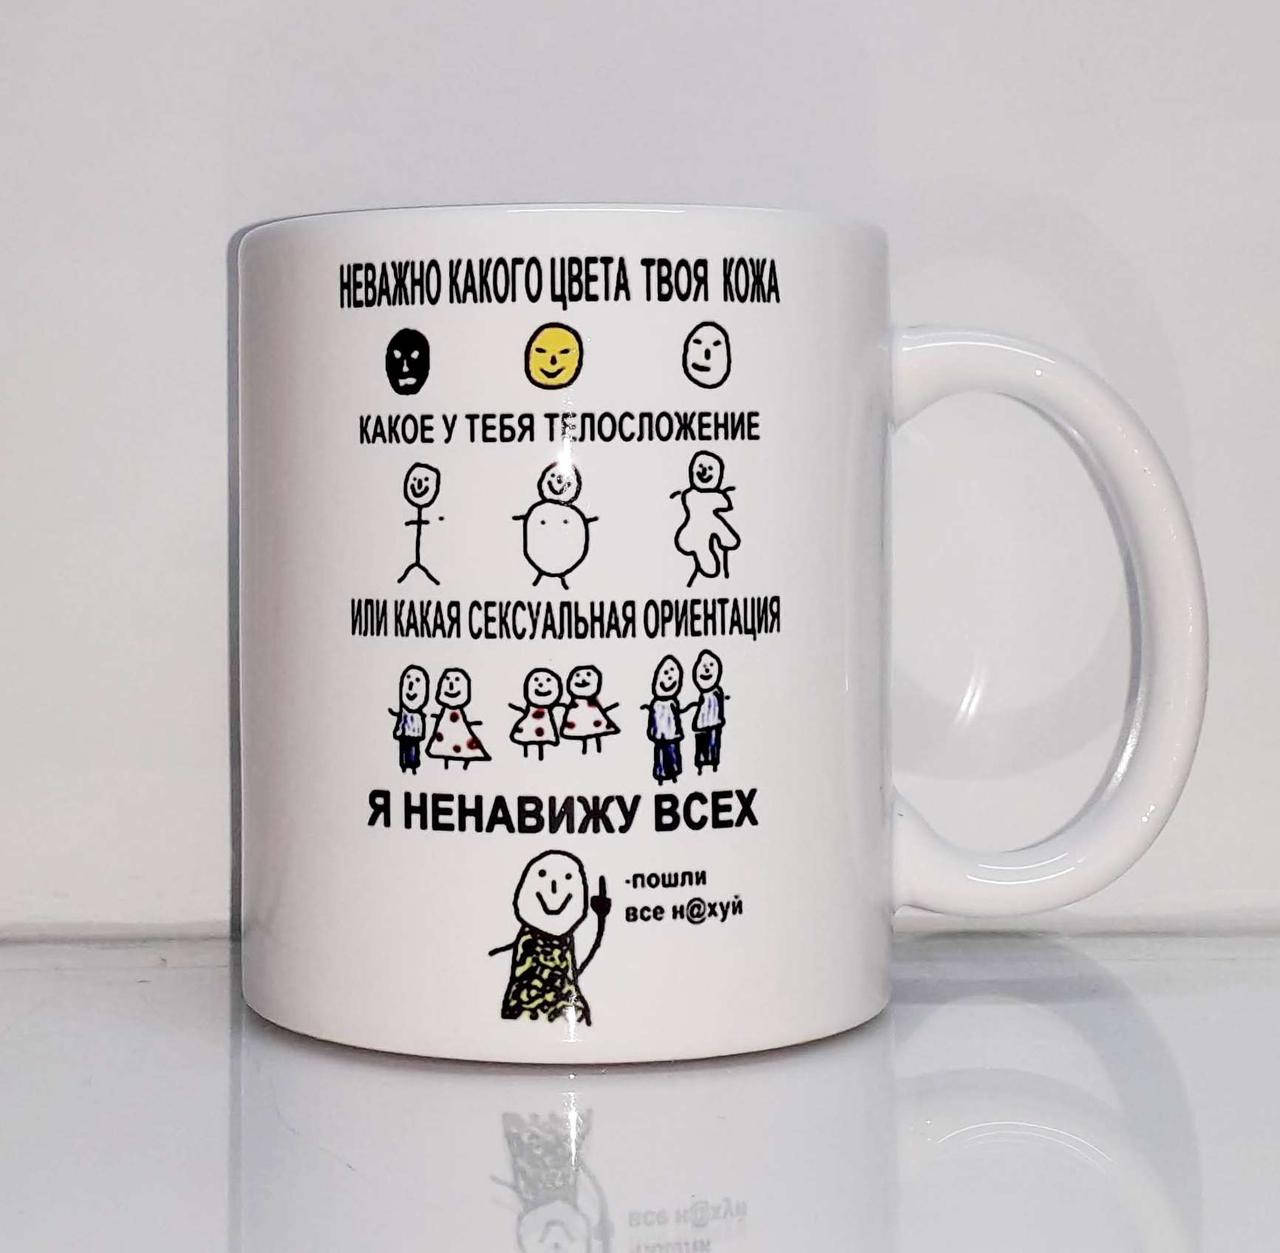 НЕВАЖНО КАКОГО ЦВЕТА ТВОЯ КОЖА
КАКОЕ У ТЕБЯ ТЕЛОСЛОЖЕНИЕ
ИЛИ КАКАЯ СЕКСУАЛЬНАЯ ОРИЕНТАЦИЯ
Я НЕНАВИЖУ ВСЕХ
-пошли
все н@хуй